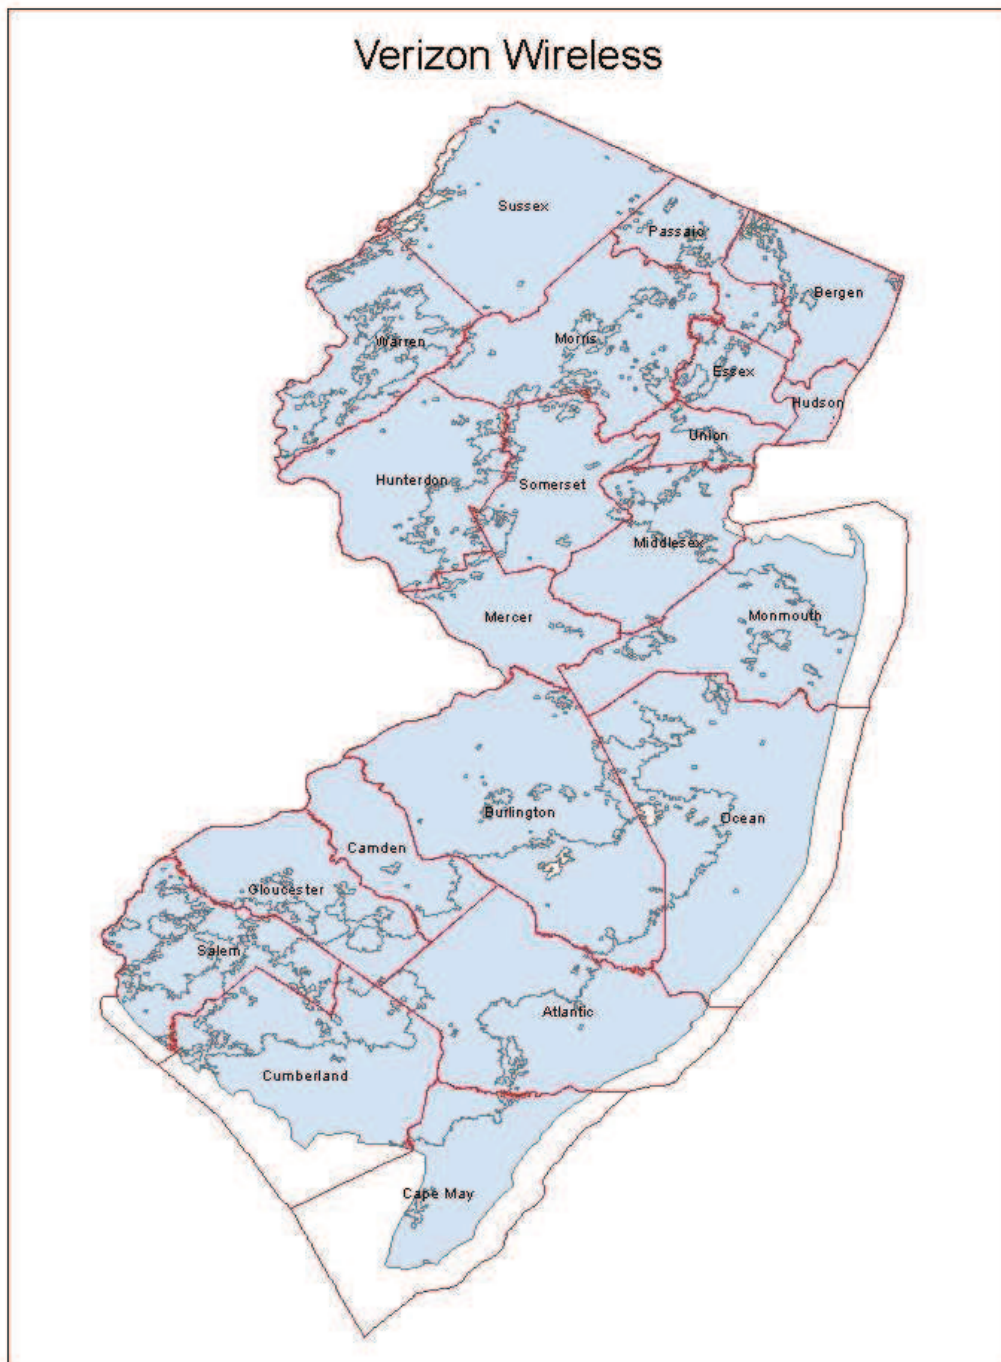 Verizon Wireless
Sussex
Passaic
Bergen
Warren
Morris
Essex
Hudson
Union
Hunterdon
Somerset
Middlesex
Mercer
Monmouth
Burlington
Ocean
Camden
Gloucester
Salem
Atlantic
Cumberland
Cape May